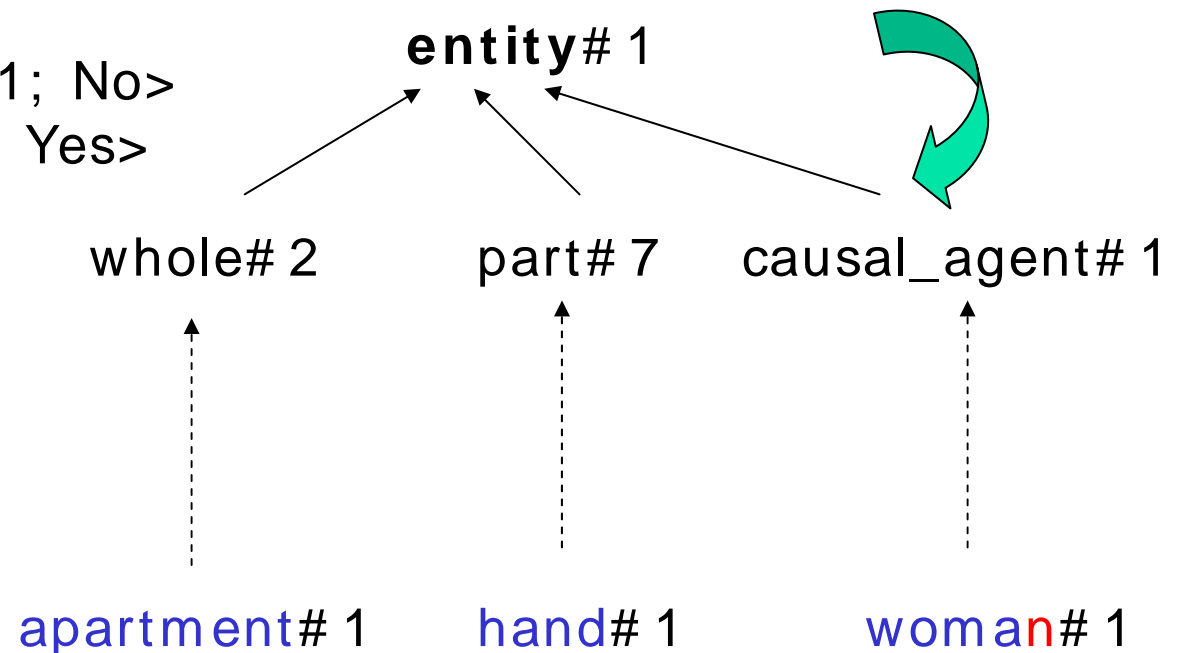 entity# 1
1; No>
Yes>
whole# 2 part# 7 causal_agent# 1
apartment# 1 hand# 1 woman# 1